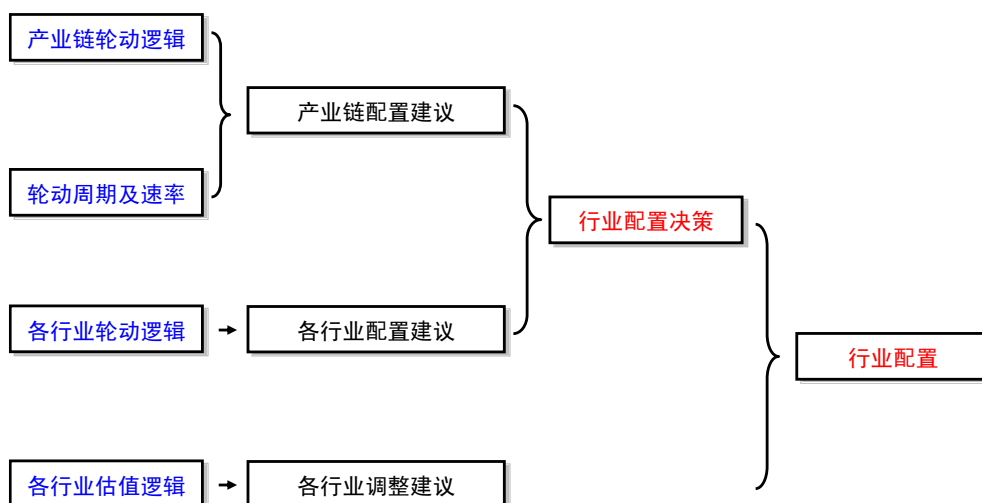 产业链轮动逻辑
产业链配置建议
轮动周期及速率
行业配置决策
各行业轮动逻辑
各行业配置建议
行业配置
各行业估值逻辑
各行业调整建议